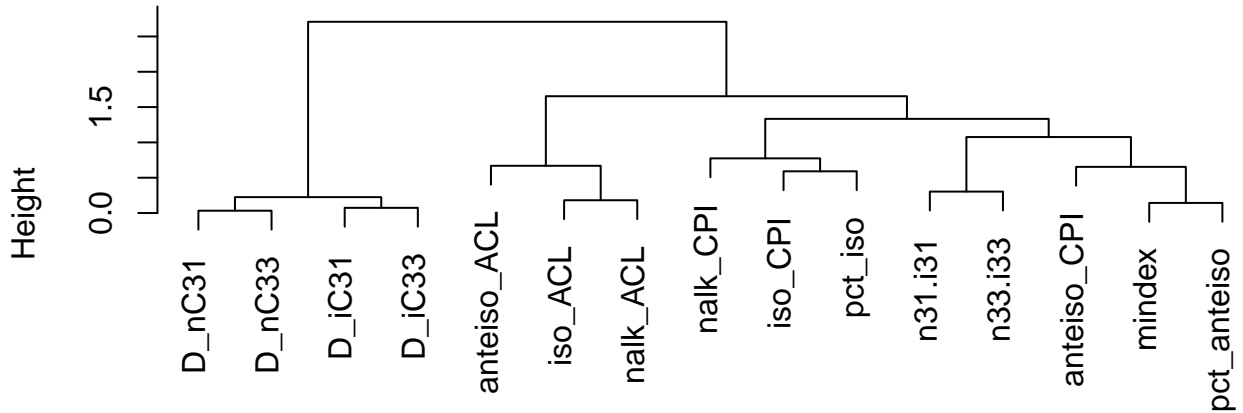 Height
0.0
1.5
D_nC31
D_nC33
D_iC31
D_iC33
anteiso_ACL
iso_ACL
nalk_ACL
nalk_CPI
iso_CPI
pct_iso
n31.i31
n33.i33
anteiso_CPI
mindex
pct_anteiso